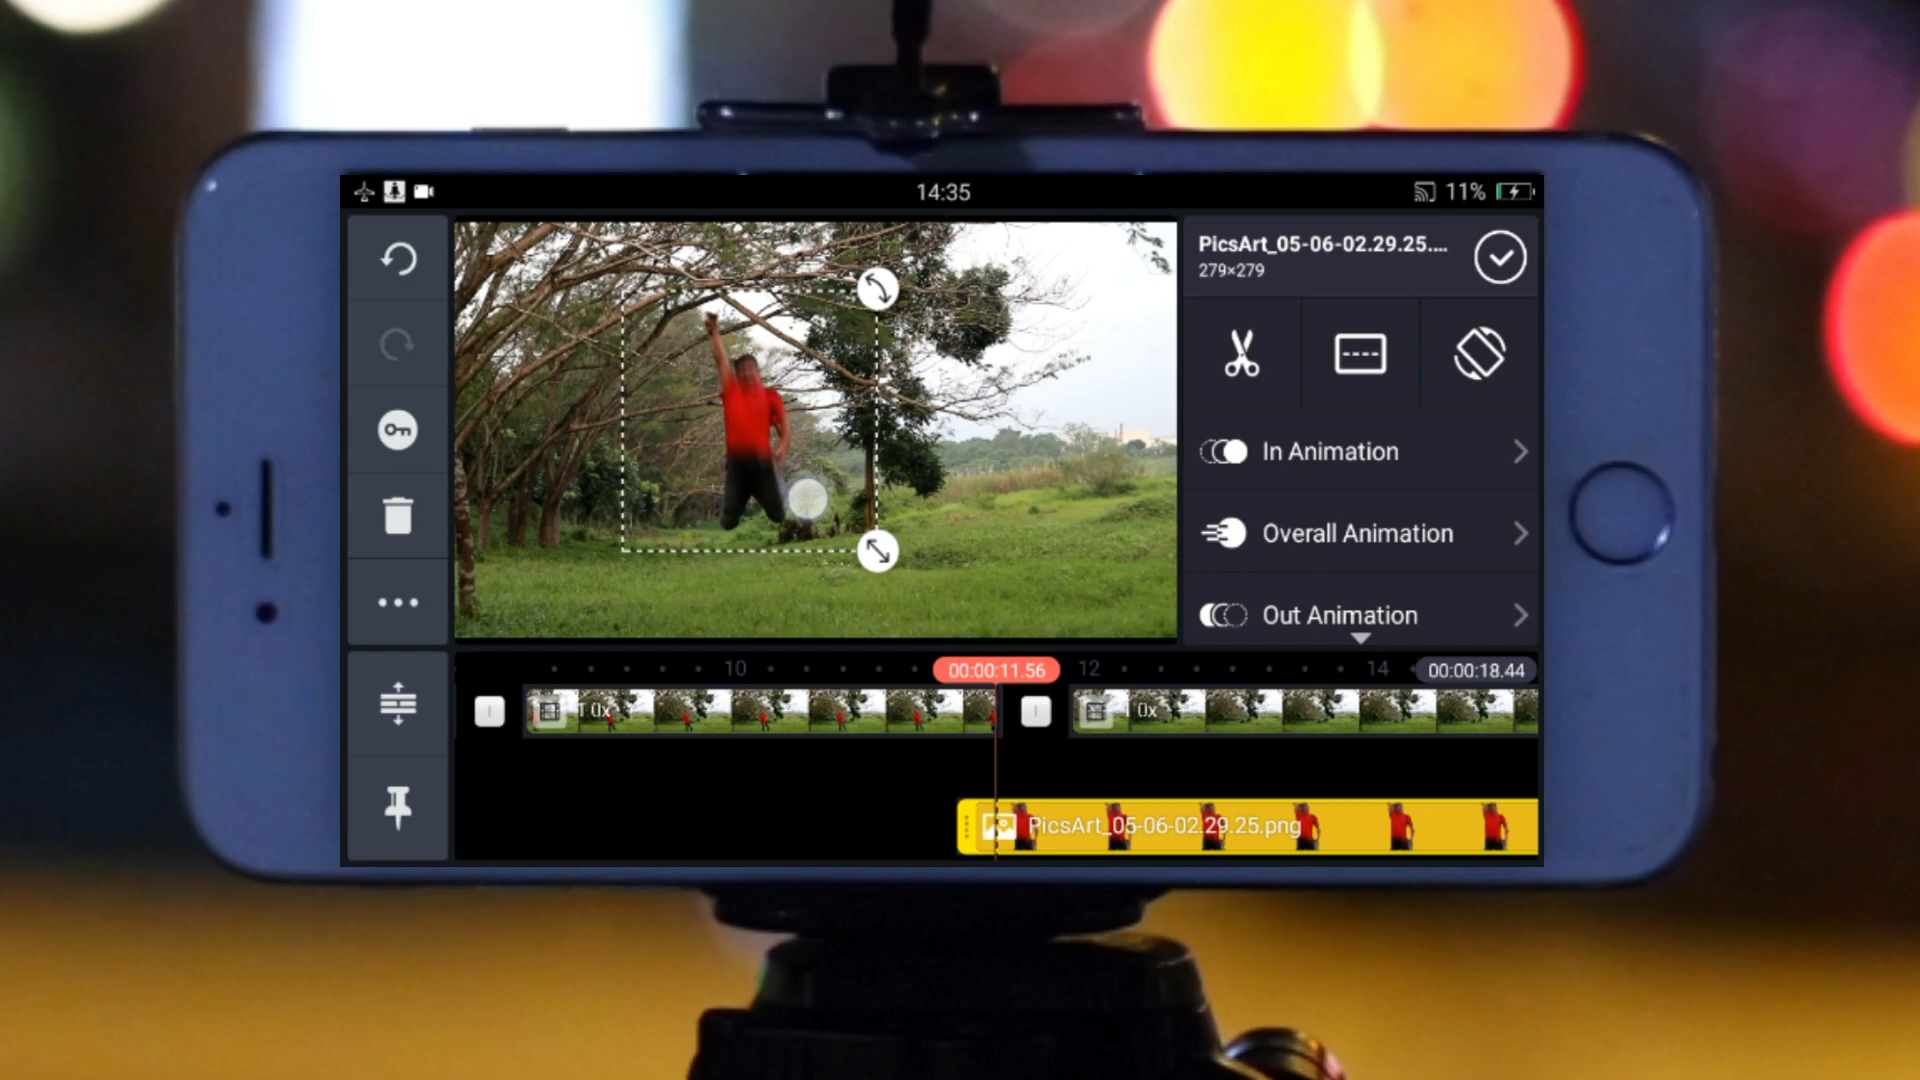 14:35
11%
PicsArt_05-06-02.29.25....
279×279
In Animation
Overall Animation
Out Animation
10
00:00:11.56
12
14
00:00:18.44
1.0x
0x
PicsArt_05-06-02.29.25.png